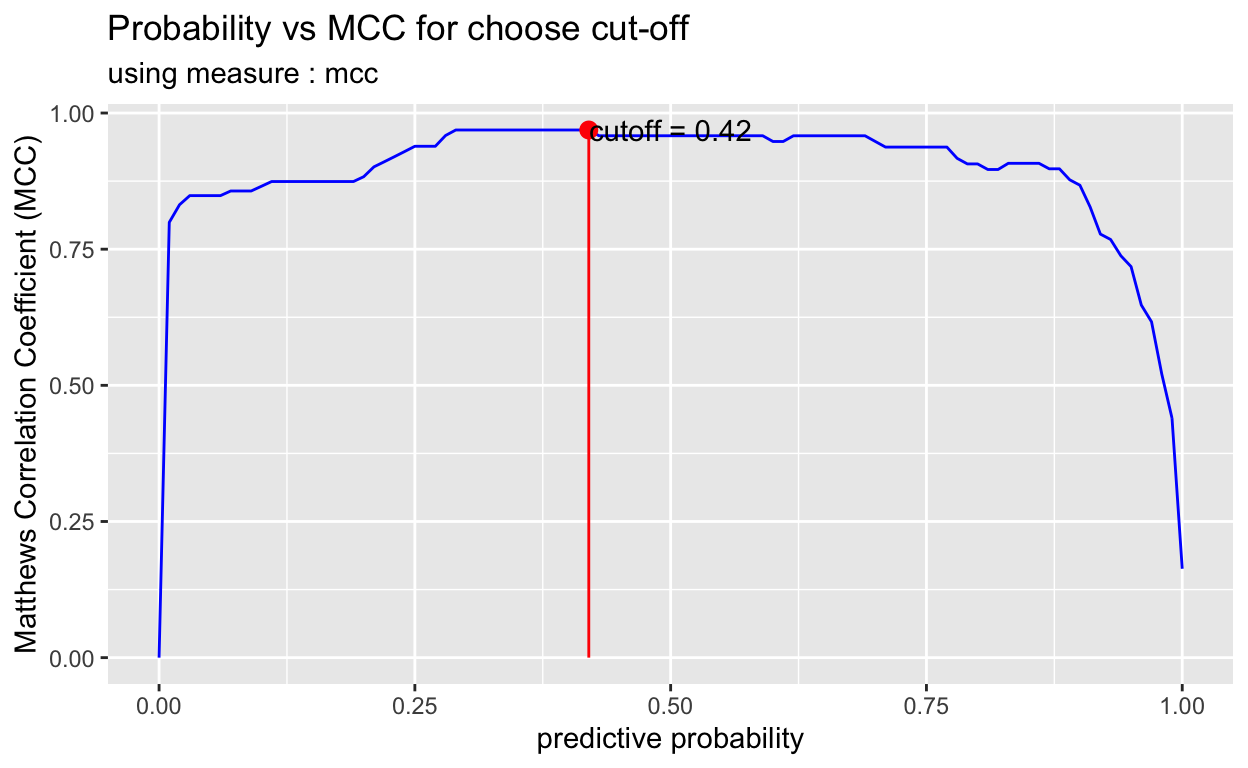 Probability vs MCC for choose cut-off
using measure : mcc
Matthews Correlation Coefficient (MCC)
1.00
0.75
0.50
0.25
0.00
cutoff = 0.42
0.00 0.25 0.50 0.75 1.00
predictive probability